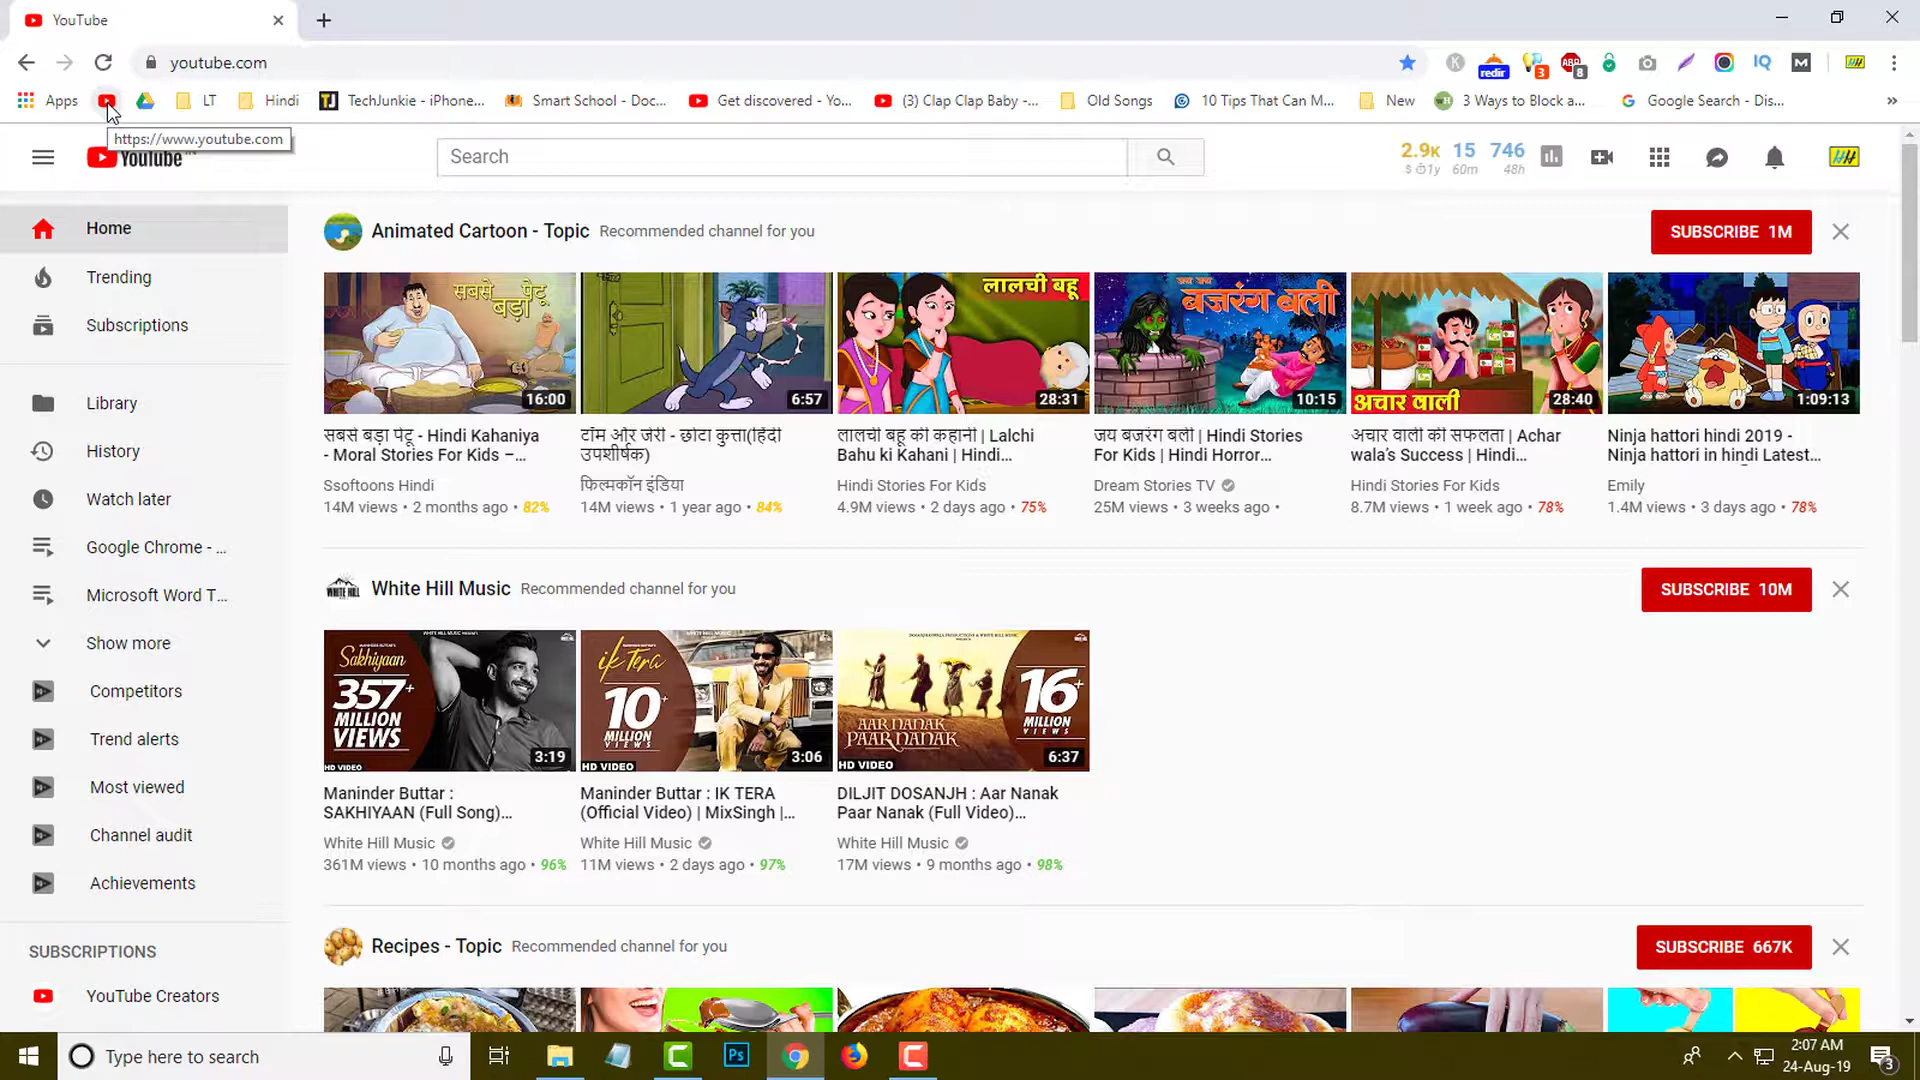 YouTube
youtube.com
redir
3
ABP
8
IQ
M
Apps
LT
Hindi
TJ
TechJunkie - iPhone...
Smart School - Doc...
Get discovered - Yo...
(3) Clap Clap Baby -...
Old Songs
10 Tips That Can M...
New
3 Ways to Block a...
Google Search - Dis...
https://www.youtube.com
YouTube
Search
2.9K 15 746
1y 60m 48h
Home
Trending
Subscriptions
Library
History
Watch later
Google Chrome - ...
Microsoft Word T...
Show more
Competitors
Trend alerts
Most viewed
Channel audit
Achievements
SUBSCRIPTIONS
YouTube Creators
Animated Cartoon - Topic Recommended channel for you
SUBSCRIBE 1M
सबसे पेटू
बड़ा
16:00
सबसे बड़ा पेटू - Hindi Kahaniya
- Moral Stories For Kids –...
Ssoftoons Hindi
14M views • 2 months ago • 82%
6:57
टॉम और जेरी - छोटा कुत्ता(हिंदी
उपशीर्षक)
फिल्मकॉन इंडिया
14M views • 1 year ago • 84%
लालची बहू
28:31
लालची बहू की कहानी | Lalchi
Bahu ki Kahani | Hindi...
Hindi Stories For Kids
4.9M views • 2 days ago • 75%
जय जय
बजरंग बली
10:15
जय बजरंग बली | Hindi Stories
For Kids | Hindi Horror...
Dream Stories TV
25M views • 3 weeks ago •
अचार वाली
28:40
अचार वाली की सफलता | Achar
wala's Success | Hindi...
Hindi Stories For Kids
8.7M views • 1 week ago • 78%
1:09:13
Ninja hattori hindi 2019 -
Ninja hattori in hindi Latest...
Emily
1.4M views • 3 days ago • 78%
WHITE HILL
White Hill Music Recommended channel for you
SUBSCRIBE 10M
Sakhiyaan
357+
MILLION
VIEWS
HD VIDEO
3:19
Maninder Buttar :
SAKHIYAAN (Full Song)...
White Hill Music
361M views • 10 months ago • 96%
ik Tera
10+
MILLION
VIEWS
HD VIDEO
3:06
Maninder Buttar : IK TERA
(Official Video) | MixSingh |...
White Hill Music
11M views • 2 days ago • 97%
AAR NANAK
PAAR NANAK
16+
MILLION
VIEWS
HD VIDEO
6:37
DILJIT DOSANJH : Aar Nanak
Paar Nanak (Full Video)...
White Hill Music
17M views • 9 months ago • 98%
Recipes - Topic Recommended channel for you
SUBSCRIBE 667K
Type here to search
Ps
2:07 AM
24-Aug-19
3